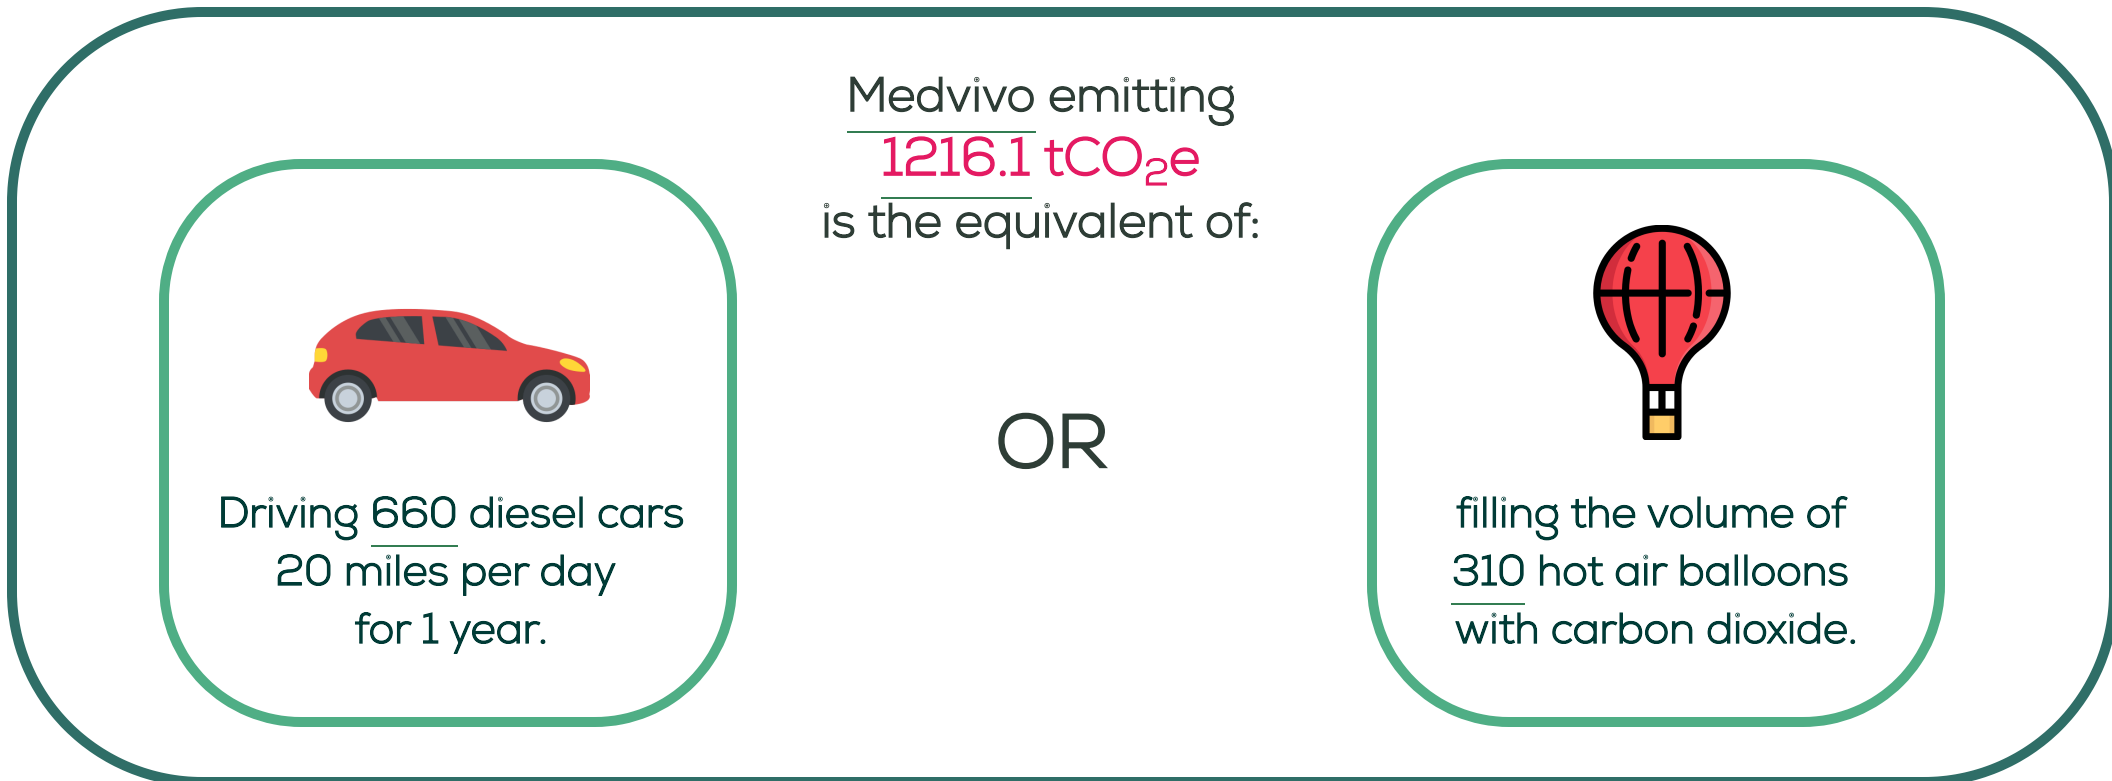 Medvivo emitting
1216.1 tCO₂e
is the equivalent of:
Driving 660 diesel cars
20 miles per day
for 1 year.
OR
filling the volume of
310 hot air balloons
with carbon dioxide.